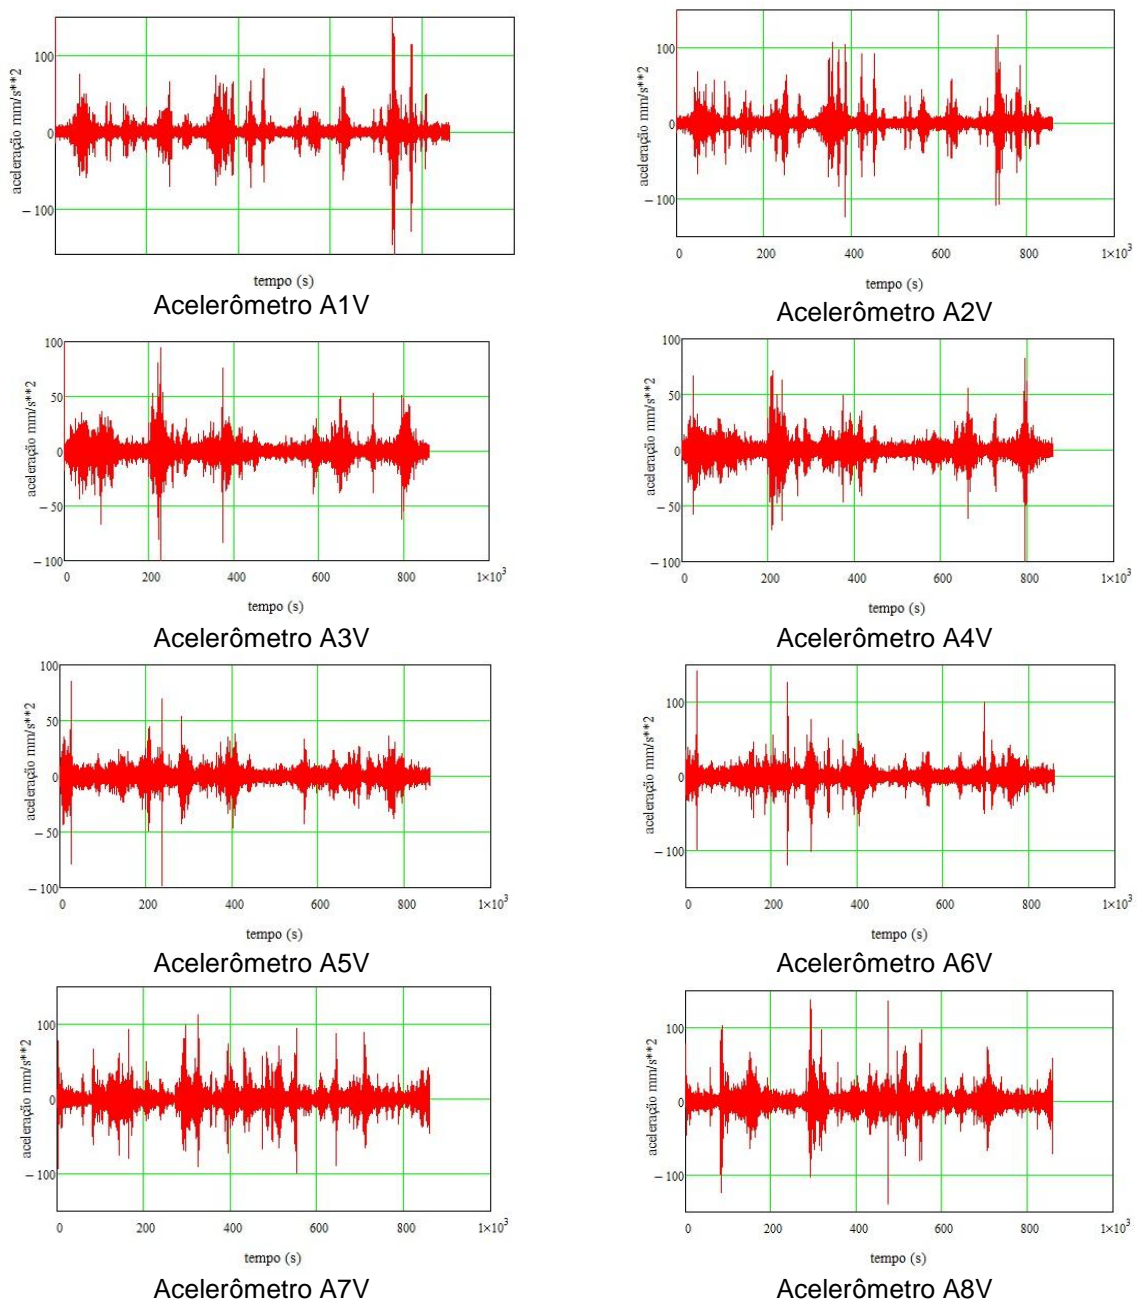 100
0
− 100
aceleração mm/s**2
tempo (s)
Acelerômetro A1V
100
0
− 100
aceleração mm/s**2
0 200 400 600 800 1×10³
tempo (s)
Acelerômetro A2V
100
50
0
− 50
− 100
aceleração mm/s**2
0 200 400 600 800 1×10³
tempo (s)
Acelerômetro A3V
100
50
0
− 50
− 100
aceleração mm/s**2
0 200 400 600 800 1×10³
tempo (s)
Acelerômetro A4V
100
50
0
− 50
− 100
aceleração mm/s**2
0 200 400 600 800 1×10³
tempo (s)
Acelerômetro A5V
100
0
− 100
aceleração mm/s**2
0 200 400 600 800 1×10³
tempo (s)
Acelerômetro A6V
100
0
− 100
aceleração mm/s**2
0 200 400 600 800 1×10³
tempo (s)
Acelerômetro A7V
100
0
− 100
aceleração mm/s**2
0 200 400 600 800 1×10³
tempo (s)
Acelerômetro A8V